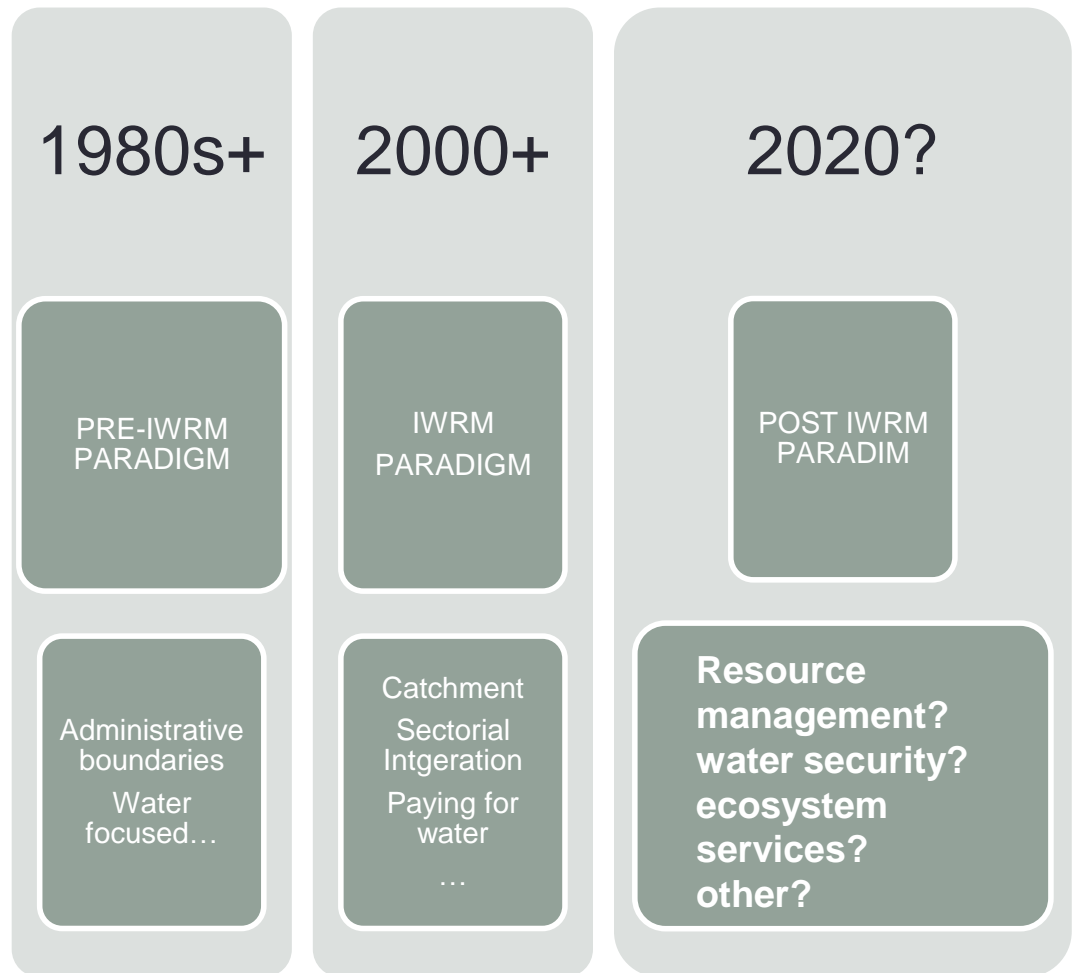 1980s+
PRE-IWRM
PARADIGM
Administrative
boundaries
Water
focused…
2000+
IWRM
PARADIGM
Catchment
Sectorial
Intgeration
Paying for
water
…
2020?
POST IWRM
PARADIM
Resource
management?
water security?
ecosystem
services?
other?